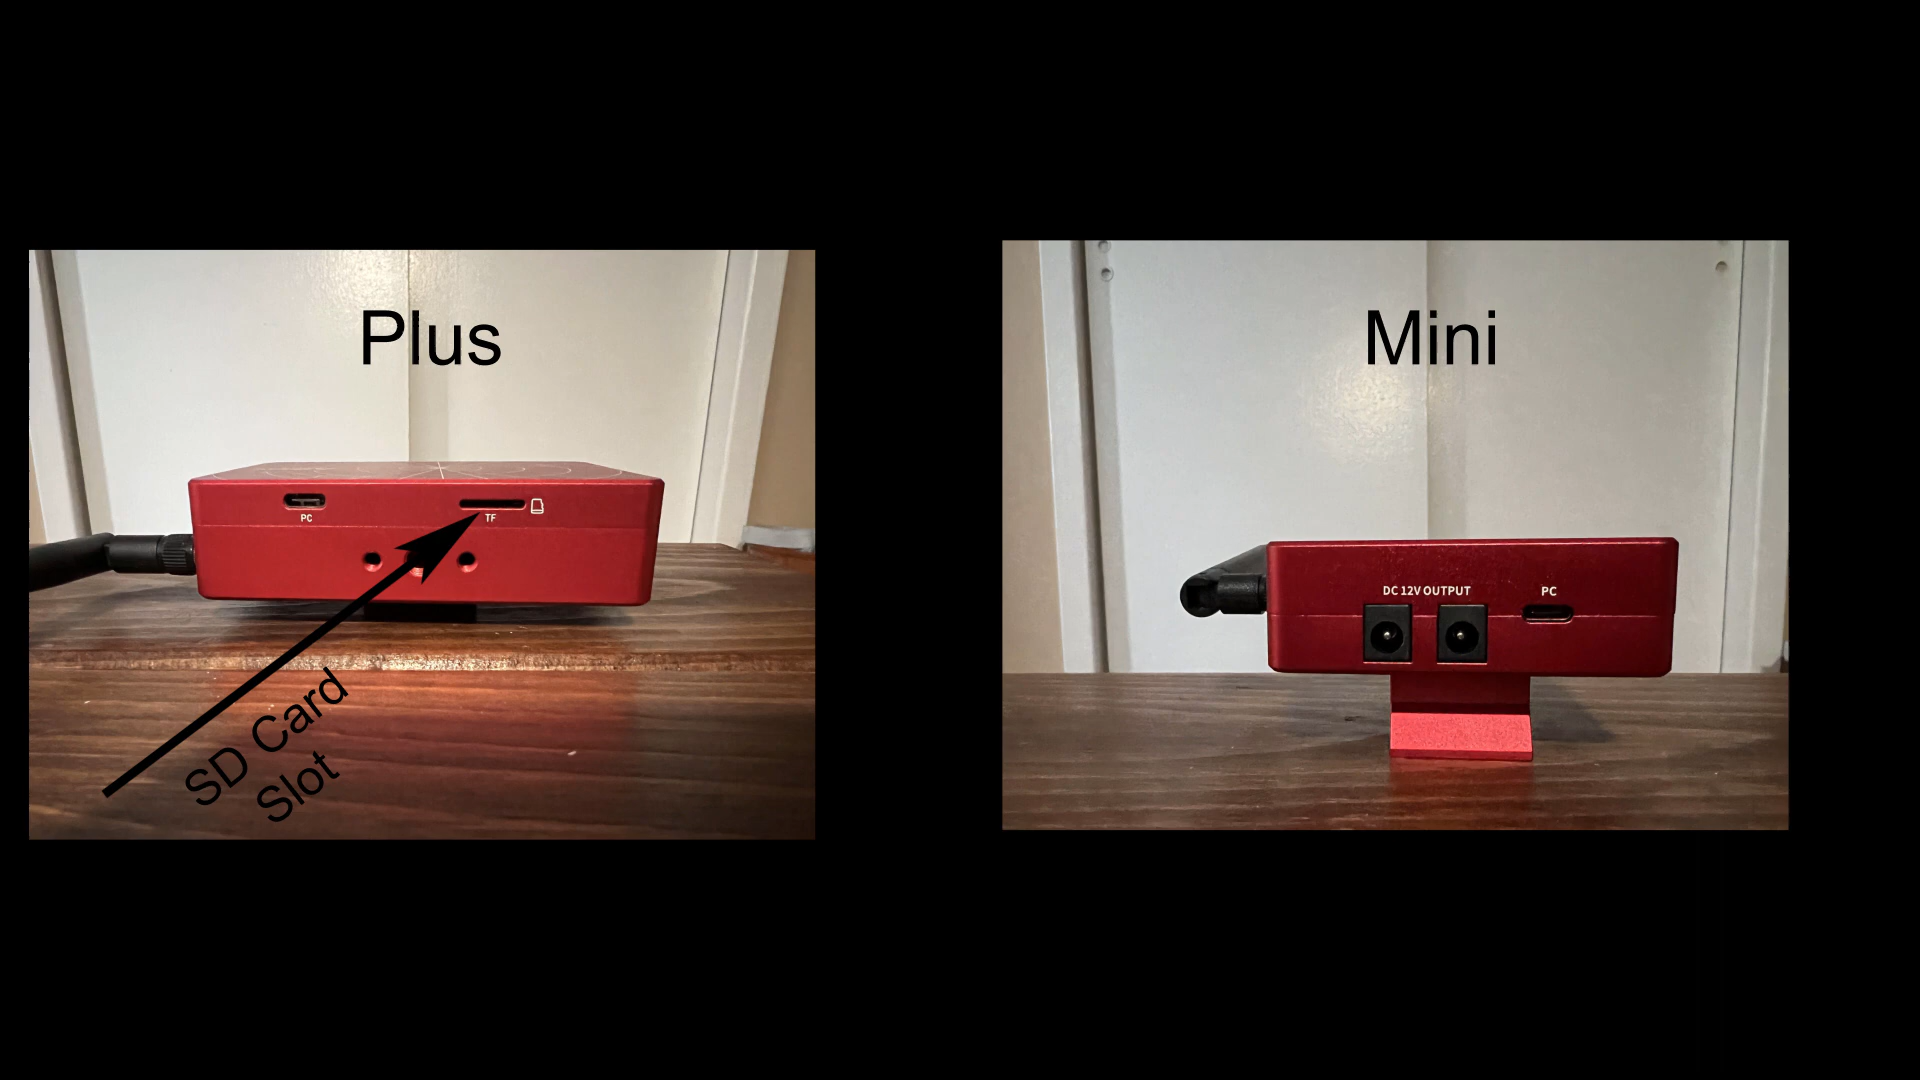 Plus
PC
TF
SD Card
Slot
Mini
DC 12V OUTPUT
PC